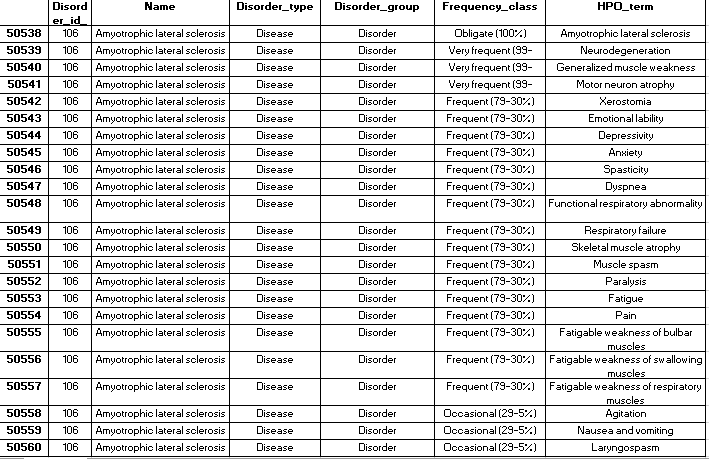 Disord er_id_ Name Disorder_type Disorder_group Frequency_class HPO_term
50538 106 Amyotrophic lateral sclerosis Disease Disorder Obligate (100%) Amyotrophic lateral sclerosis
50539 106 Amyotrophic lateral sclerosis Disease Disorder Very frequent (99- Neurodegeneration
50540 106 Amyotrophic lateral sclerosis Disease Disorder Very frequent (99- Generalized muscle weakness
50541 106 Amyotrophic lateral sclerosis Disease Disorder Very frequent (99- Motor neuron atrophy
50542 106 Amyotrophic lateral sclerosis Disease Disorder Frequent (79-30%) Xerostomia
50543 106 Amyotrophic lateral sclerosis Disease Disorder Frequent (79-30%) Emotional lability
50544 106 Amyotrophic lateral sclerosis Disease Disorder Frequent (79-30%) Depressivity
50545 106 Amyotrophic lateral sclerosis Disease Disorder Frequent (79-30%) Anxiety
50546 106 Amyotrophic lateral sclerosis Disease Disorder Frequent (79-30%) Spasticity
50547 106 Amyotrophic lateral sclerosis Disease Disorder Frequent (79-30%) Dyspnea
50548 106 Amyotrophic lateral sclerosis Disease Disorder Frequent (79-30%) Functional respiratory abnormality
50549 106 Amyotrophic lateral sclerosis Disease Disorder Frequent (79-30%) Respiratory failure
50550 106 Amyotrophic lateral sclerosis Disease Disorder Frequent (79-30%) Skeletal muscle atrophy
50551 106 Amyotrophic lateral sclerosis Disease Disorder Frequent (79-30%) Muscle spasm
50552 106 Amyotrophic lateral sclerosis Disease Disorder Frequent (79-30%) Paralysis
50553 106 Amyotrophic lateral sclerosis Disease Disorder Frequent (79-30%) Fatigue
50554 106 Amyotrophic lateral sclerosis Disease Disorder Frequent (79-30%) Pain
50555 106 Amyotrophic lateral sclerosis Disease Disorder Frequent (79-30%) Fatigable weakness of bulbar
muscles
50556 106 Amyotrophic lateral sclerosis Disease Disorder Frequent (79-30%) Fatigable weakness of swallowing
muscles
50557 106 Amyotrophic lateral sclerosis Disease Disorder Frequent (79-30%) Fatigable weakness of respiratory
muscles
50558 106 Amyotrophic lateral sclerosis Disease Disorder Occasional (29-5%) Agitation
50559 106 Amyotrophic lateral sclerosis Disease Disorder Occasional (29-5%) Nausea and vomiting
50560 106 Amyotrophic lateral sclerosis Disease Disorder Occasional (29-5%) Laryngospasm